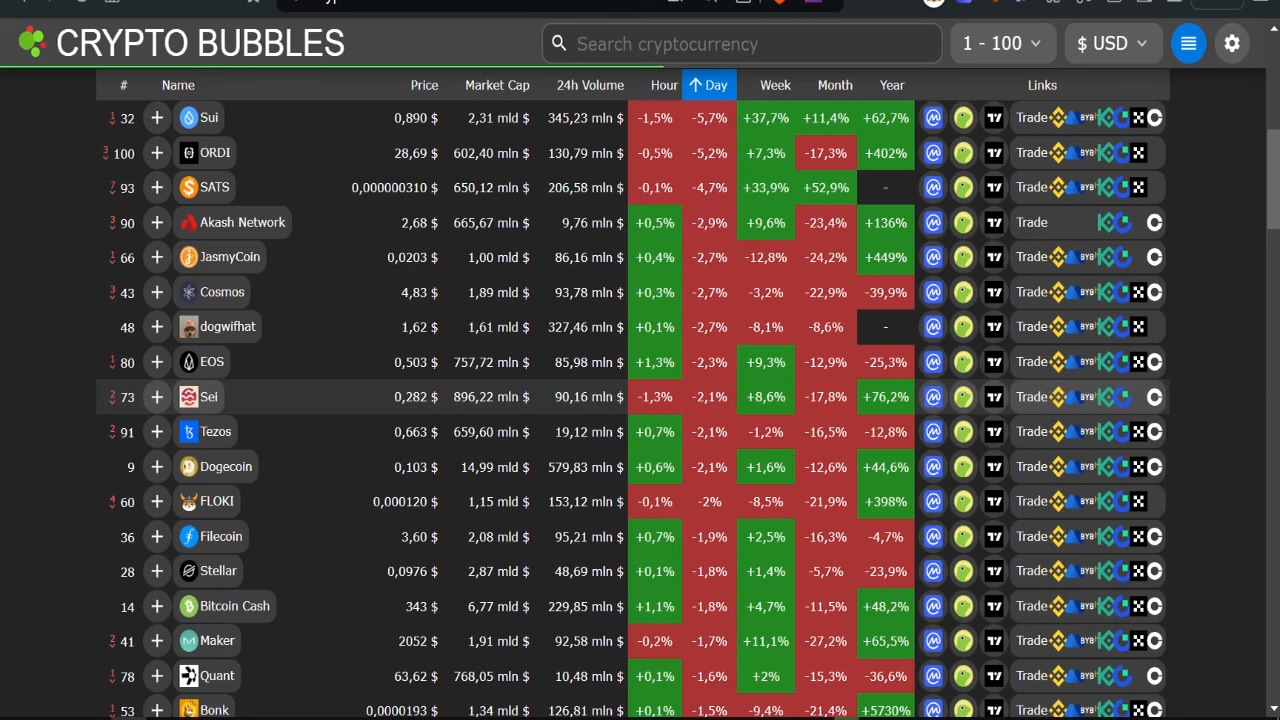 CRYPTO BUBBLES Search cryptocurrency 1 - 100 $ USD
# Name Price Market Cap 24h Volume Hour ↑ Day Week Month Year Links
1 32 + Sui 0,890 $ 2,31 mld $ 345,23 mln $ -1,5% -5,7% +37,7% +11,4% +62,7% Trade
3 100 + ORDI 28,69 $ 602,40 mln $ 130,79 mln $ -0,5% -5,2% +7,3% -17,3% +402% Trade
7 93 + SATS 0,000000310 $ 650,12 mln $ 206,58 mln $ -0,1% -4,7% +33,9% +52,9% - Trade
3 90 + Akash Network 2,68 $ 665,67 mln $ 9,76 mln $ +0,5% -2,9% +9,6% -23,4% +136% Trade
1 66 + JasmyCoin 0,0203 $ 1,00 mld $ 86,16 mln $ +0,4% -2,7% -12,8% -24,2% +449% Trade
3 43 + Cosmos 4,83 $ 1,89 mld $ 93,78 mln $ +0,3% -2,7% -3,2% -22,9% -39,9% Trade
48 + dogwifhat 1,62 $ 1,61 mld $ 327,46 mln $ +0,1% -2,7% -8,1% -8,6% - Trade
1 80 + EOS 0,503 $ 757,72 mln $ 85,98 mln $ +1,3% -2,3% +9,3% -12,9% -25,3% Trade
2 73 + Sei 0,282 $ 896,22 mln $ 90,16 mln $ -1,3% -2,1% +8,6% -17,8% +76,2% Trade
2 91 + Tezos 0,663 $ 659,60 mln $ 19,12 mln $ +0,7% -2,1% -1,2% -16,5% -12,8% Trade
9 + Dogecoin 0,103 $ 14,99 mld $ 579,83 mln $ +0,6% -2,1% +1,6% -12,6% +44,6% Trade
4 60 + FLOKI 0,000120 $ 1,15 mld $ 153,12 mln $ -0,1% -2% -8,5% -21,9% +398% Trade
36 + Filecoin 3,60 $ 2,08 mld $ 95,21 mln $ +0,7% -1,9% +2,5% -16,3% -4,7% Trade
28 + Stellar 0,0976 $ 2,87 mld $ 48,69 mln $ +0,1% -1,8% +1,4% -5,7% -23,9% Trade
14 + Bitcoin Cash 343 $ 6,77 mld $ 229,85 mln $ +1,1% -1,8% +4,7% -11,5% +48,2% Trade
2 41 + Maker 2052 $ 1,91 mld $ 92,58 mln $ -0,2% -1,7% +11,1% -27,2% +65,5% Trade
1 78 + Quant 63,62 $ 768,05 mln $ 10,48 mln $ +0,1% -1,6% +2% -15,3% -36,6% Trade
1 53 + Bonk 0,0000193 $ 1,34 mld $ 126,81 mln $ +0,1% -1,5% -9,4% -21,4% +5730% Trade